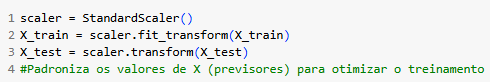 1 scaler = StandardScaler()
2 X_train = scaler.fit_transform(X_train)
3 X_test = scaler.transform(X_test)
4 #Padroniza os valores de X (previsores) para otimizar o treinamento